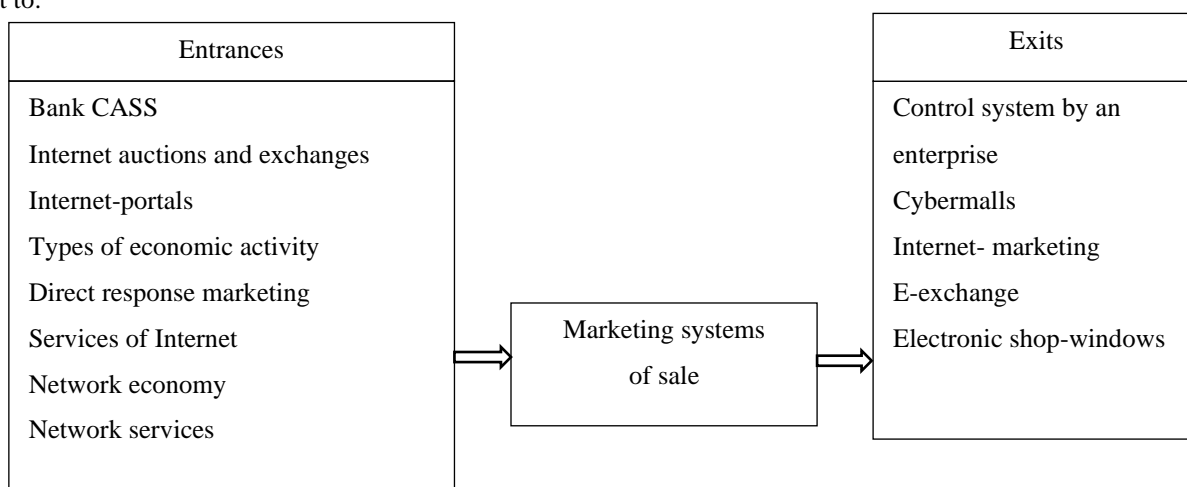 t to:
Entrances
Bank CASS
Internet auctions and exchanges
Internet-portals
Types of economic activity
Direct response marketing
Services of Internet
Network economy
Network services
Marketing systems
of sale
Exits
Control system by an
enterprise
Cybermalls
Internet- marketing
E-exchange
Electronic shop-windows